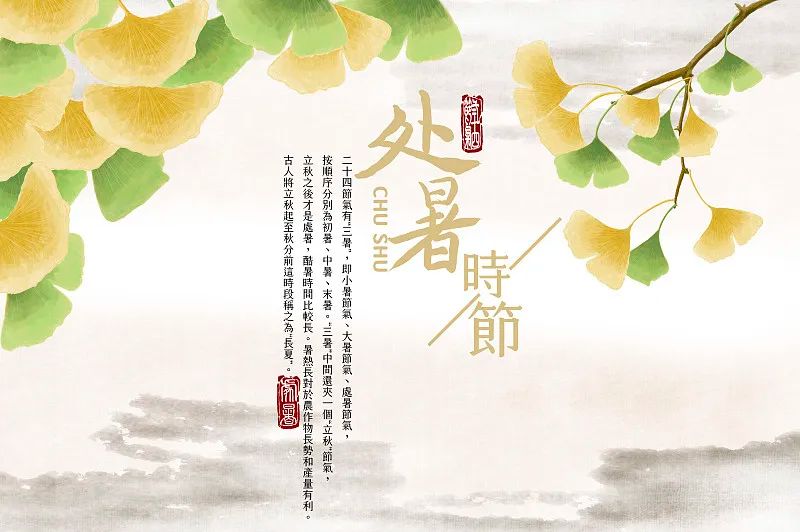 处暑
CHU SHU
時節
二十四節氣有“三暑”，即小暑節氣、大暑節氣、處暑節氣，
按順序分別為初暑、中暑、末暑。“三暑”中間還夾一個“立秋”節氣，
立秋之後才是處暑，酷暑時間比較長。暑熱長對於農作物長勢和產量有利。
古人將立秋起至秋分前這時段稱之為“長夏”。
處暑